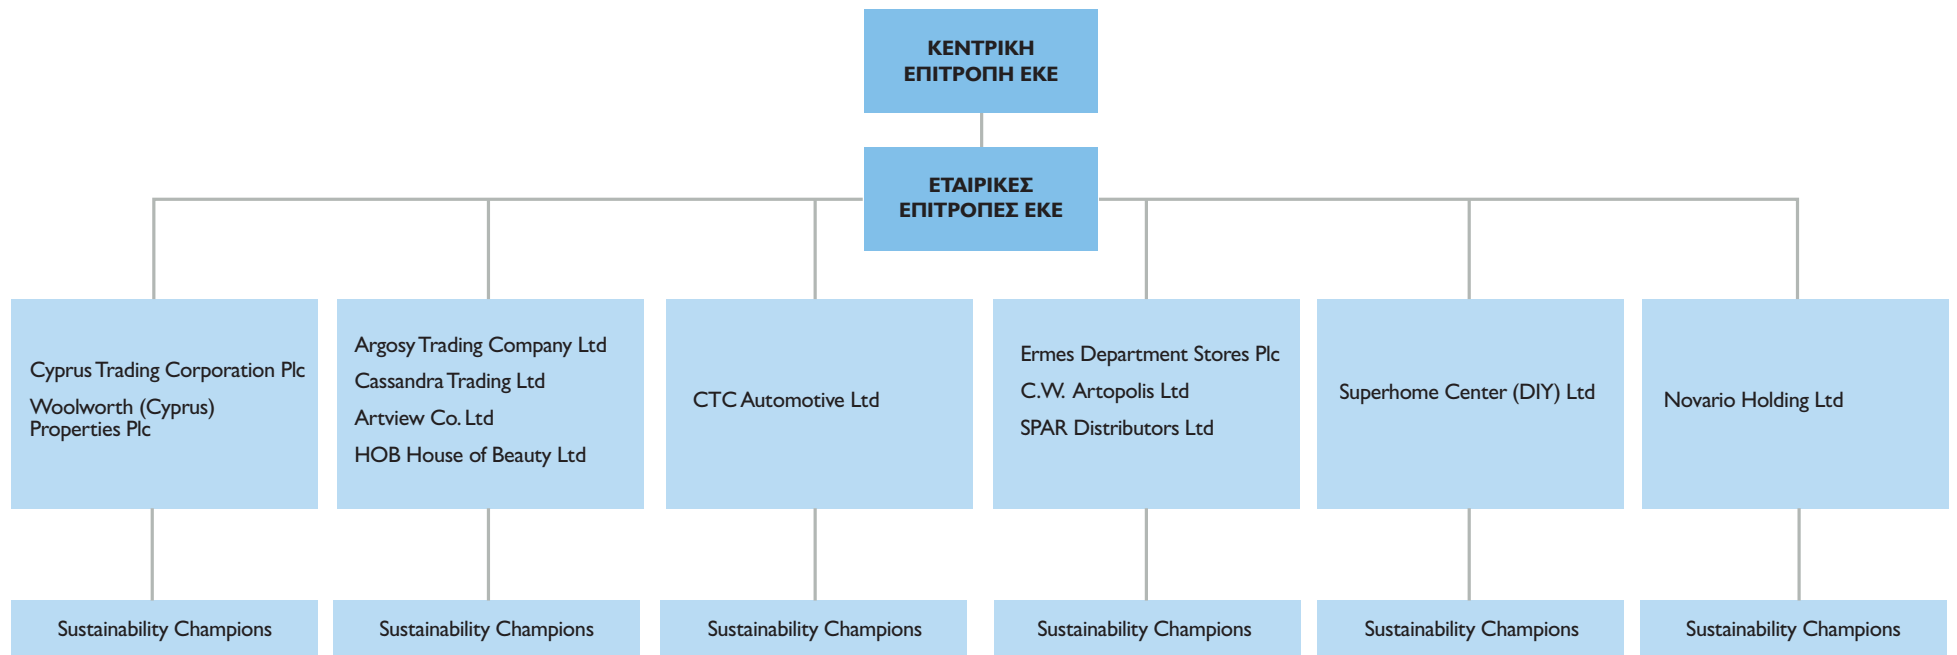 ΚΕΝΤΡΙΚΗ
ΕΠΙΤΡΟΠΗ ΕΚΕ
ΕΤΑΙΡΙΚΕΣ
ΕΠΙΤΡΟΠΕΣ ΕΚΕ
Cyprus Trading Corporation Plc
Woolworth (Cyprus)
Properties Plc
Argosy Trading Company Ltd
Cassandra Trading Ltd
Artview Co. Ltd
HOB House of Beauty Ltd
CTC Automotive Ltd
Ermes Department Stores Plc
C.W. Artopolis Ltd
SPAR Distributors Ltd
Superhome Center (DIY) Ltd
Novario Holding Ltd
Sustainability Champions
Sustainability Champions
Sustainability Champions
Sustainability Champions
Sustainability Champions
Sustainability Champions